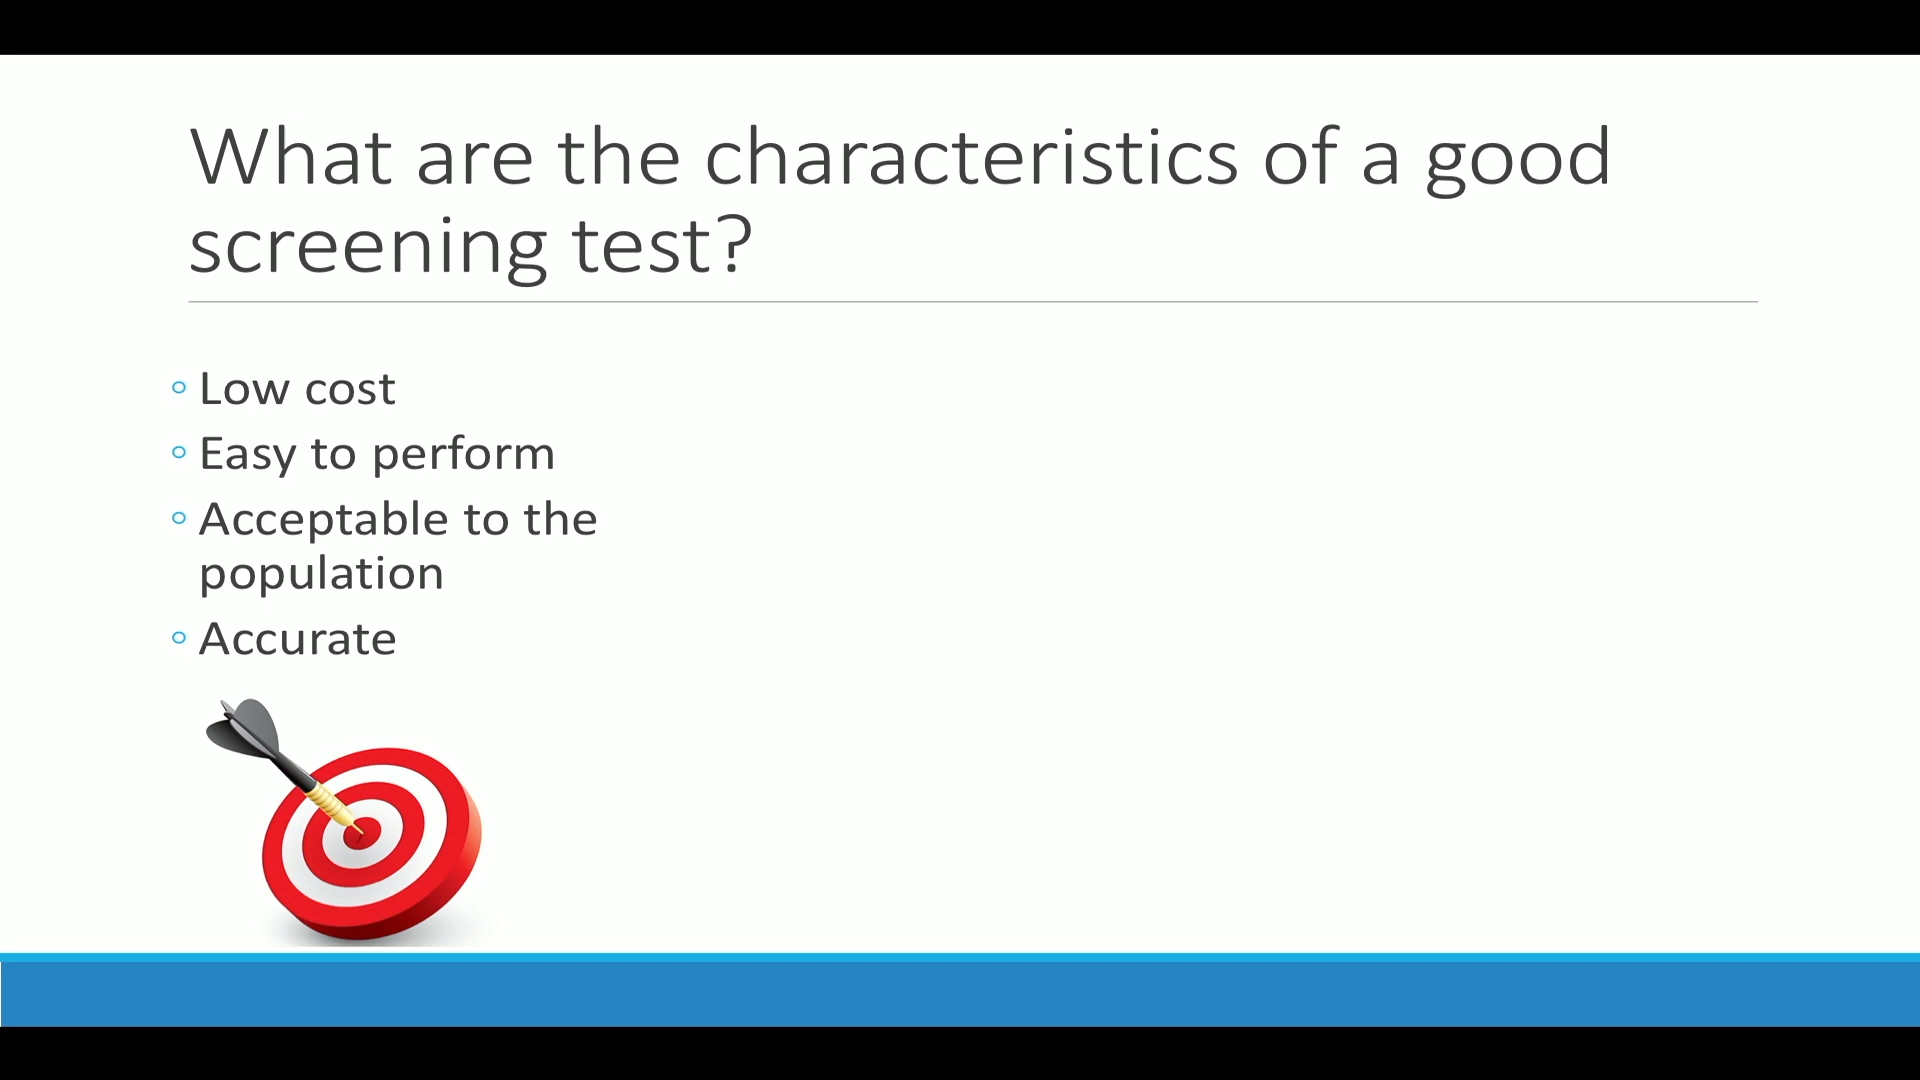 What are the characteristics of a good
screening test?
◦ Low cost
◦ Easy to perform
◦ Acceptable to the
population
◦ Accurate